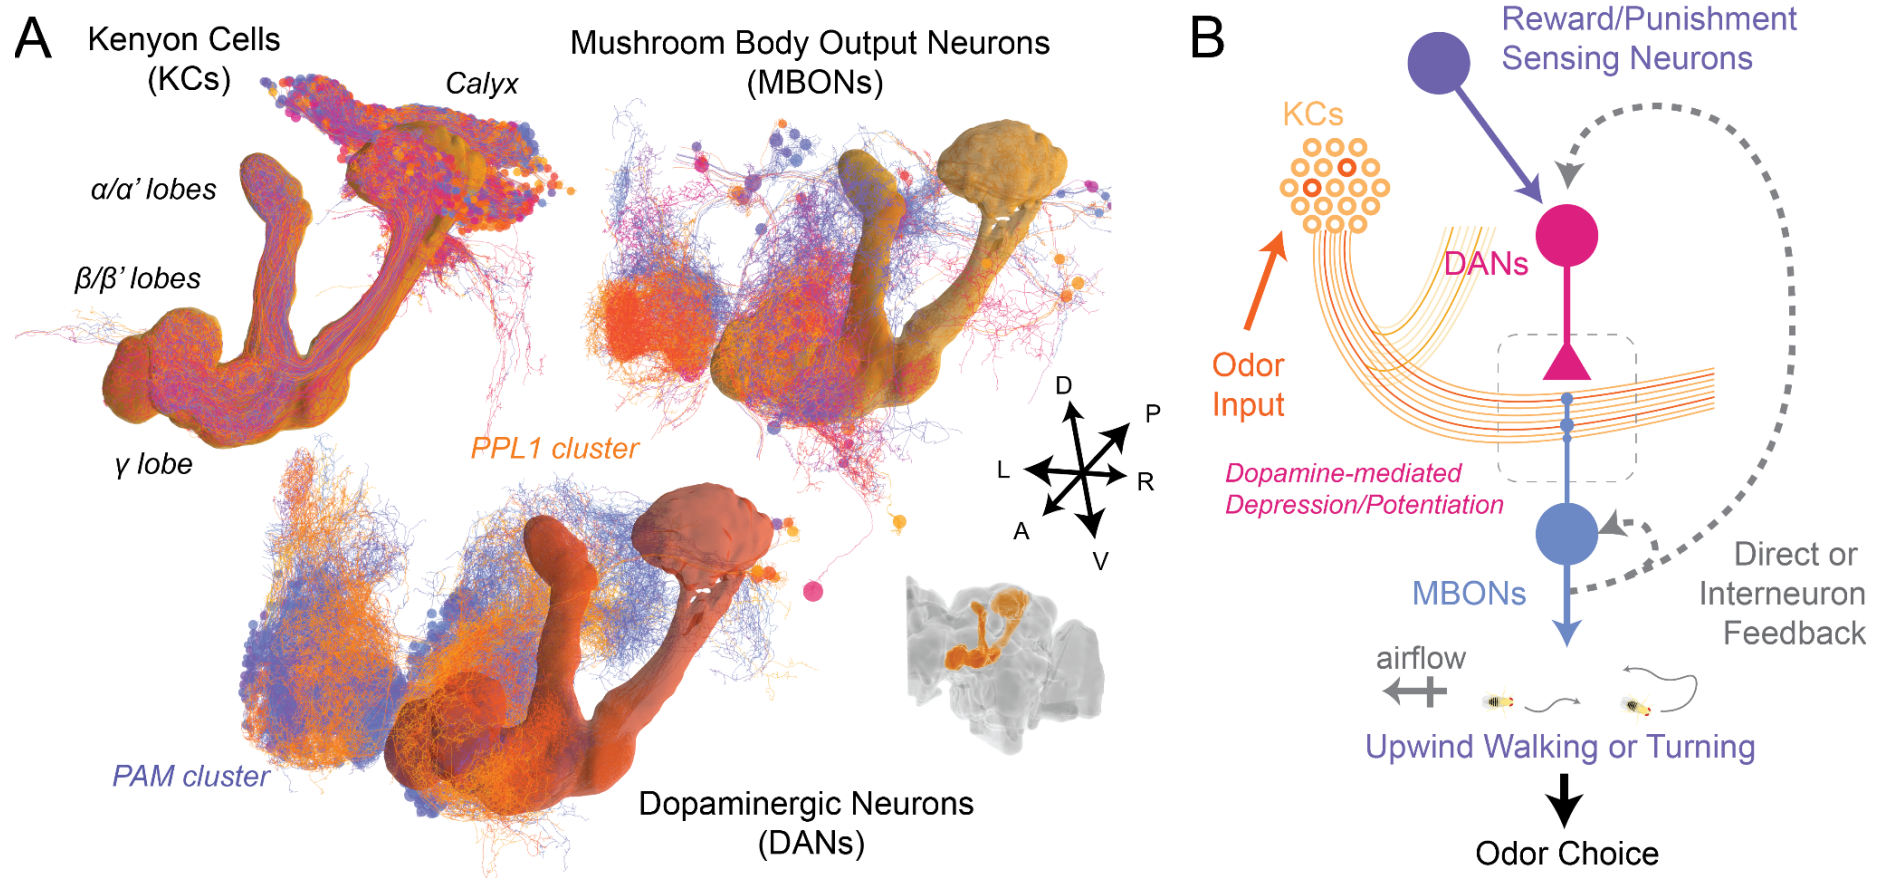 A
Kenyon Cells
(KCs)
Calyx
α/α’ lobes
β/β’ lobes
γ lobe
Mushroom Body Output Neurons
(MBONs)
PPL1 cluster
PAM cluster
Dopaminergic Neurons
(DANs)
D
P
L
R
A
V
B
Reward/Punishment
Sensing Neurons
KCs
DANs
Odor
Input
Dopamine-mediated
Depression/Potentiation
MBONs
Direct or
Interneuron
Feedback
airflow
Upwind Walking or Turning
Odor Choice